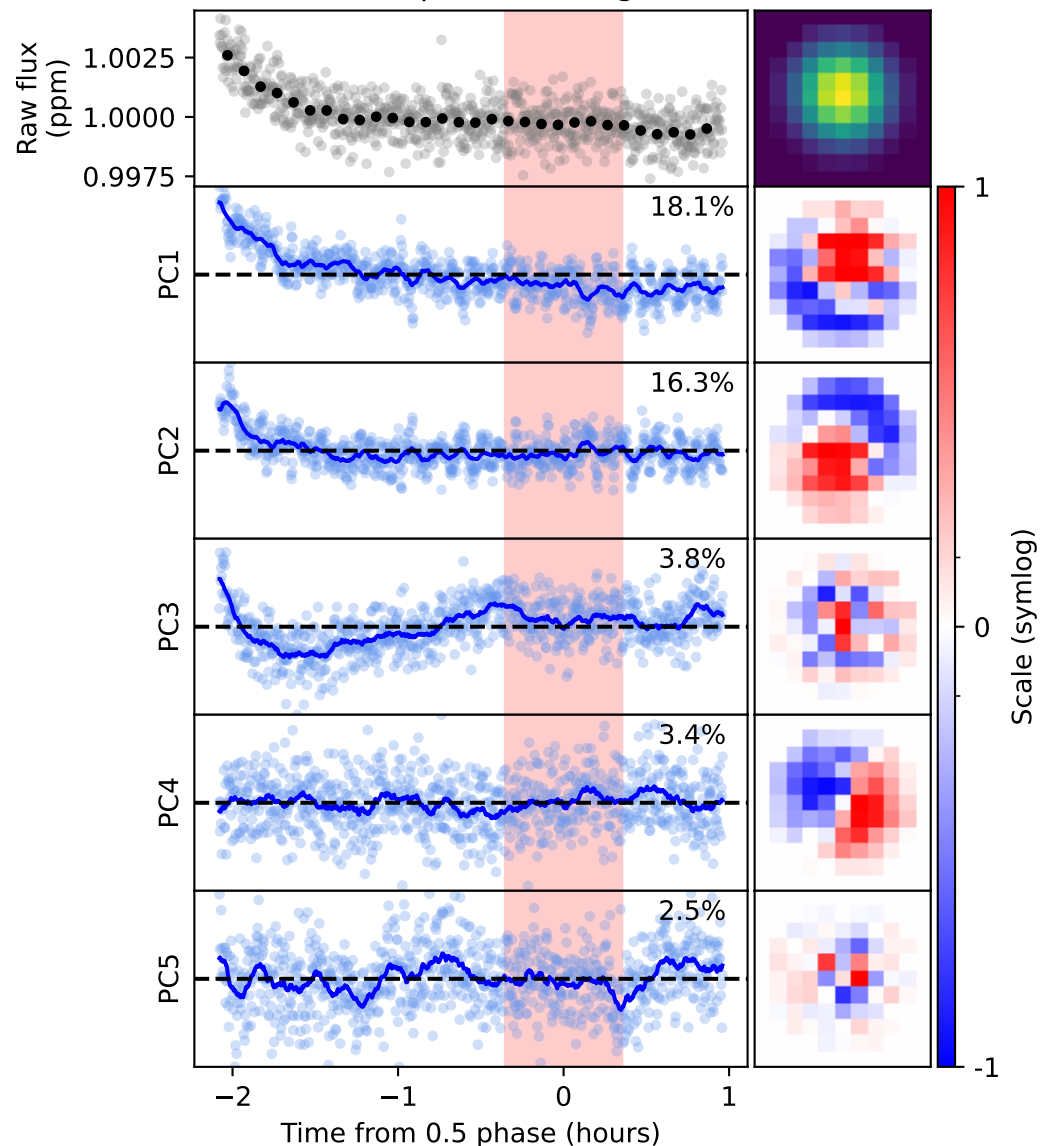 Raw flux
(ppm)
1.0025
1.0000
0.9975
PC1
18.1%
PC2
16.3%
PC3
3.8%
PC4
3.4%
PC5
2.5%
−2
−1
0
1
Time from 0.5 phase (hours)
1
0
-1
Scale (symlog)